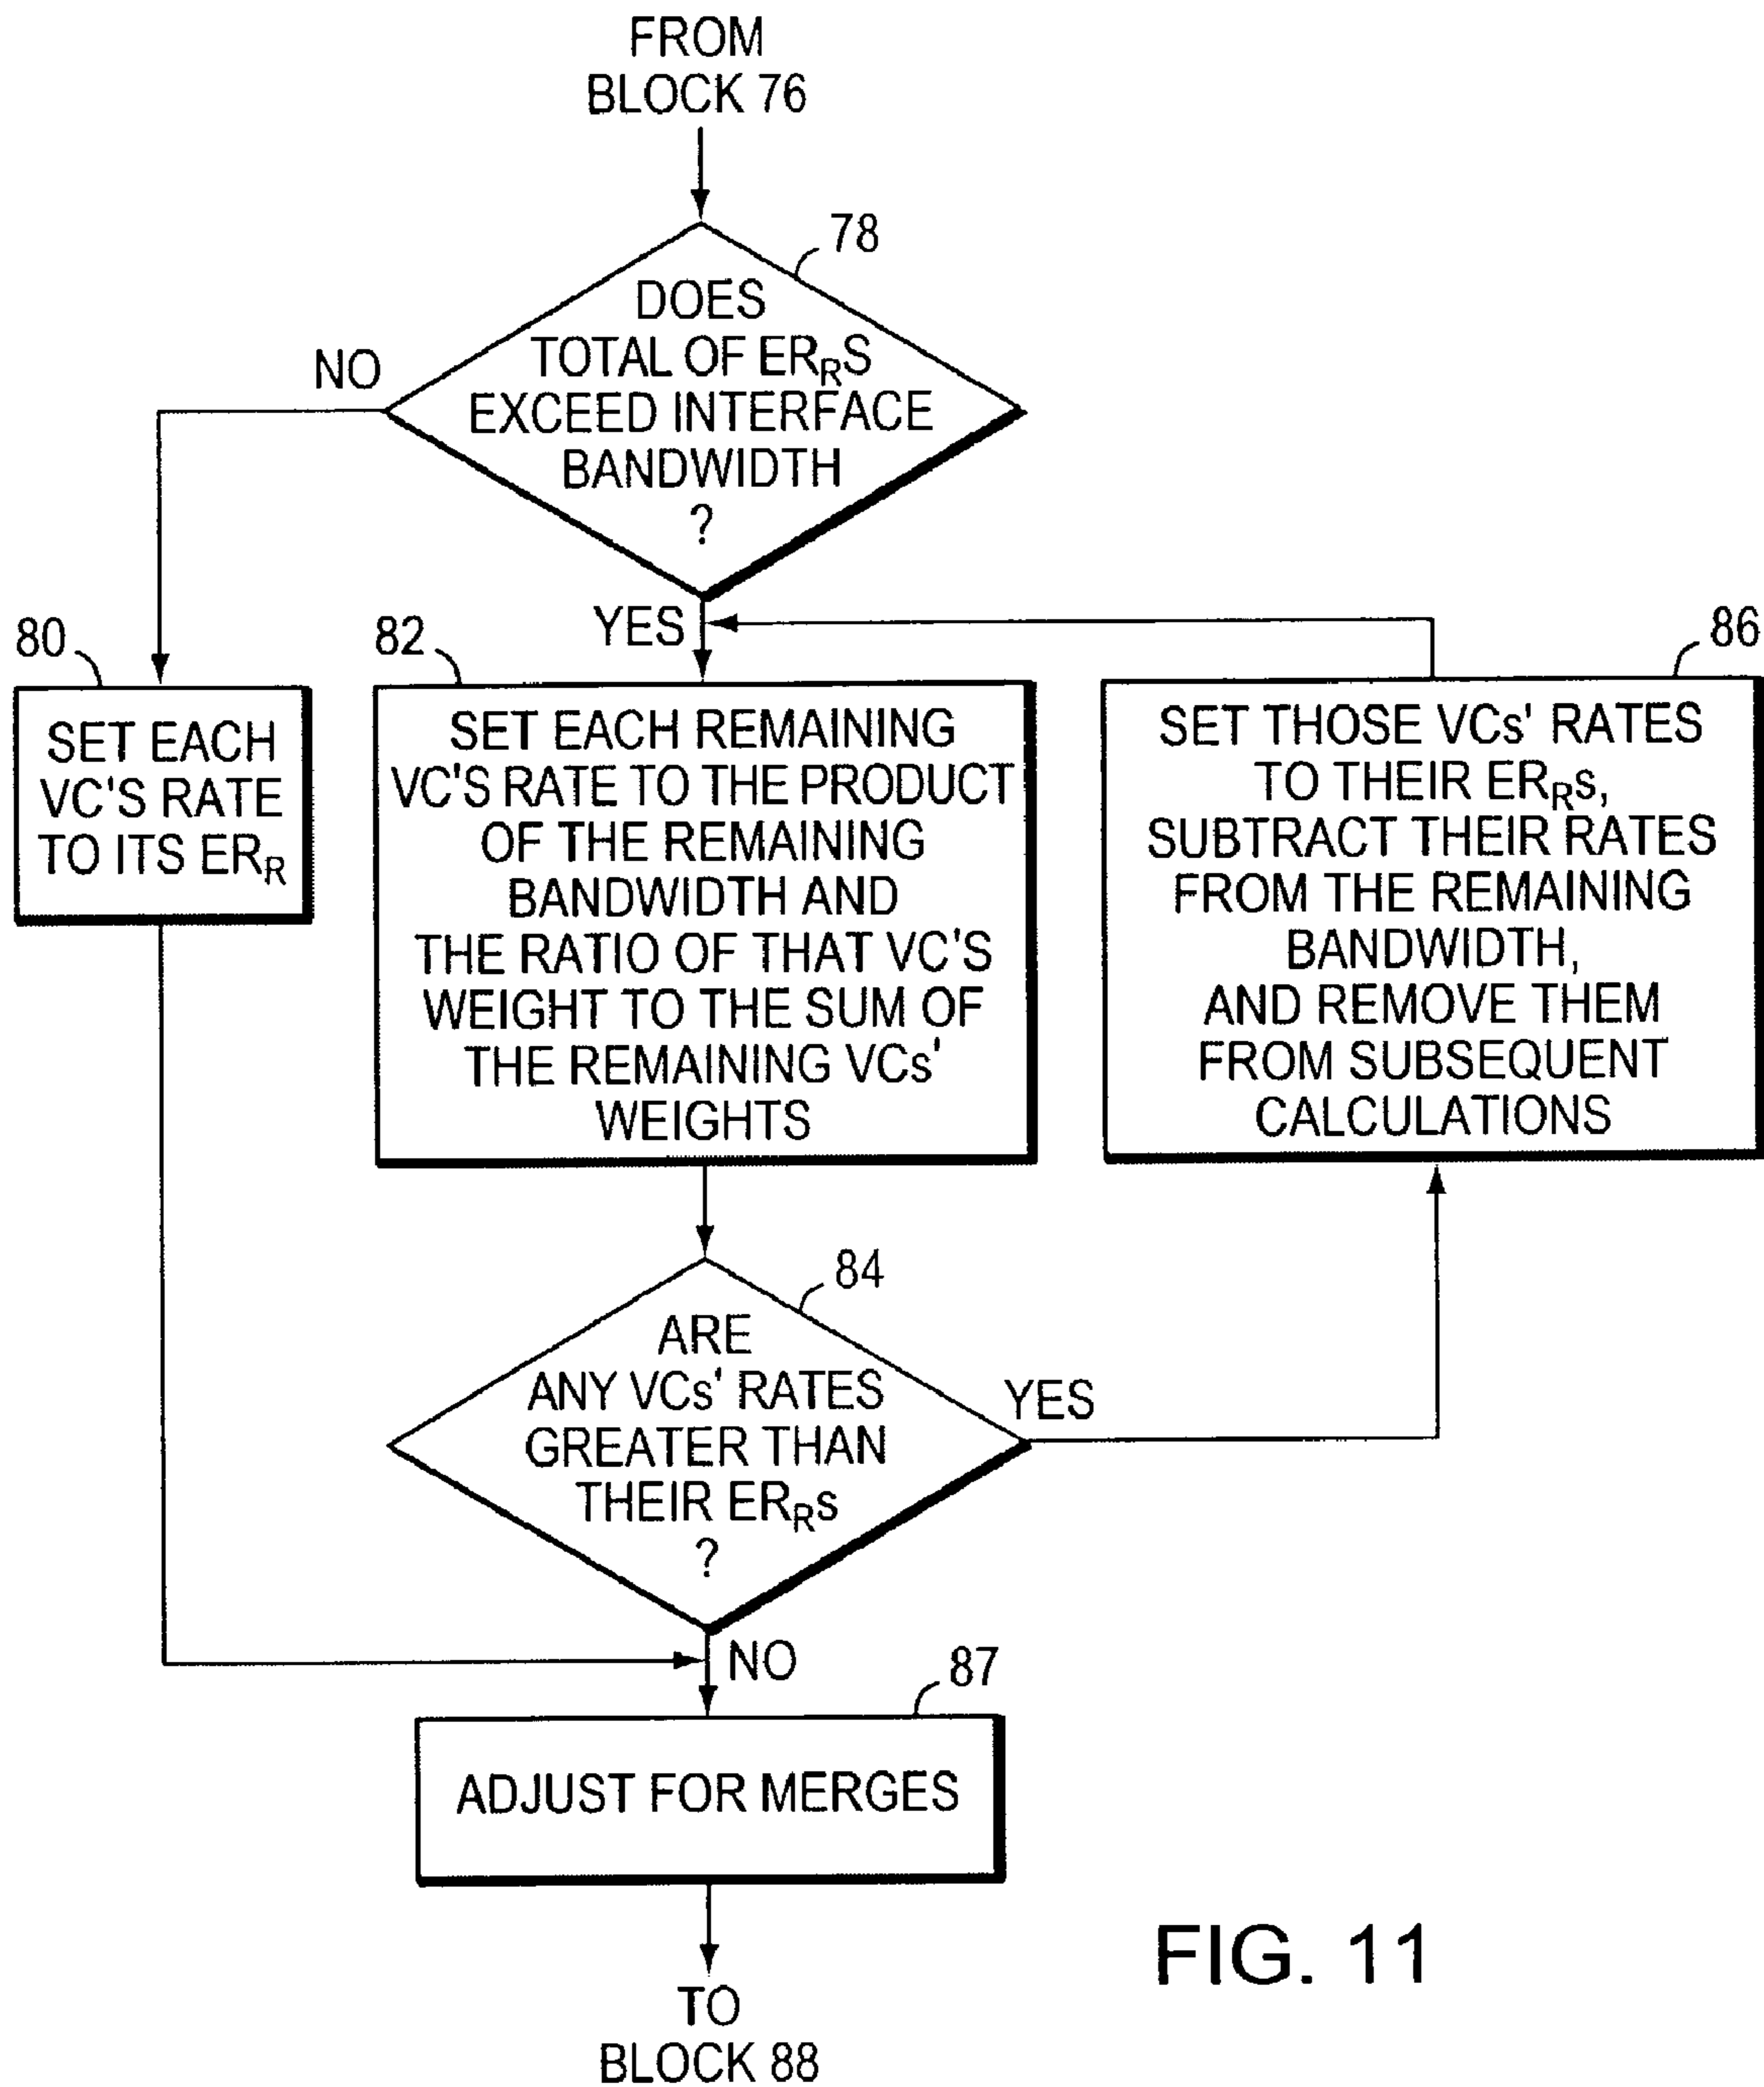 FROM
BLOCK 76
78
DOES
TOTAL OF ERRS
EXCEED INTERFACE
BANDWIDTH
?
NO
YES
80
SET EACH
VC'S RATE
TO ITS ERR
82
SET EACH REMAINING
VC'S RATE TO THE PRODUCT
OF THE REMAINING
BANDWIDTH AND
THE RATIO OF THAT VC'S
WEIGHT TO THE SUM OF
THE REMAINING VCs'
WEIGHTS
86
SET THOSE VCs' RATES
TO THEIR ERRs,
SUBTRACT THEIR RATES
FROM THE REMAINING
BANDWIDTH,
AND REMOVE THEM
FROM SUBSEQUENT
CALCULATIONS
84
ARE
ANY VCs' RATES
GREATER THAN
THEIR ERRs
?
YES
NO
87
ADJUST FOR MERGES
TO
BLOCK 88
FIG. 11